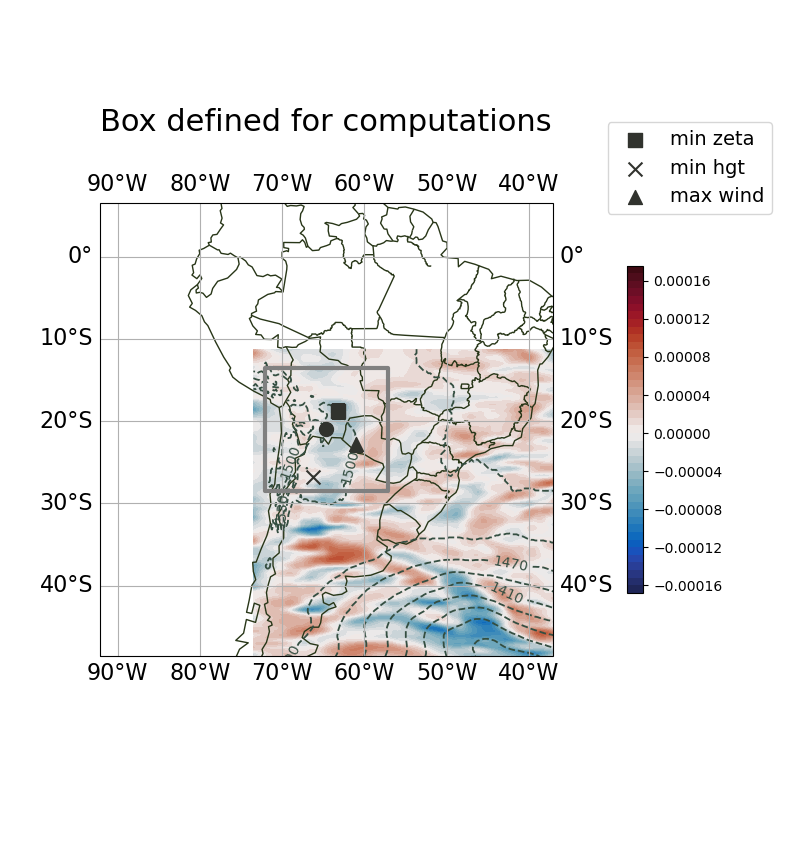 Box defined for computations
min zeta
min hgt
max wind
90°W 80°W 70°W 60°W 50°W 40°W
0° 0°
10°S 10°S
20°S 20°S
30°S 30°S
40°S 40°S
90°W 80°W 70°W 60°W 50°W 40°W
1500
1500
1470
1410
0.00016
0.00012
0.00008
0.00004
0.00000
−0.00004
−0.00008
−0.00012
−0.00016